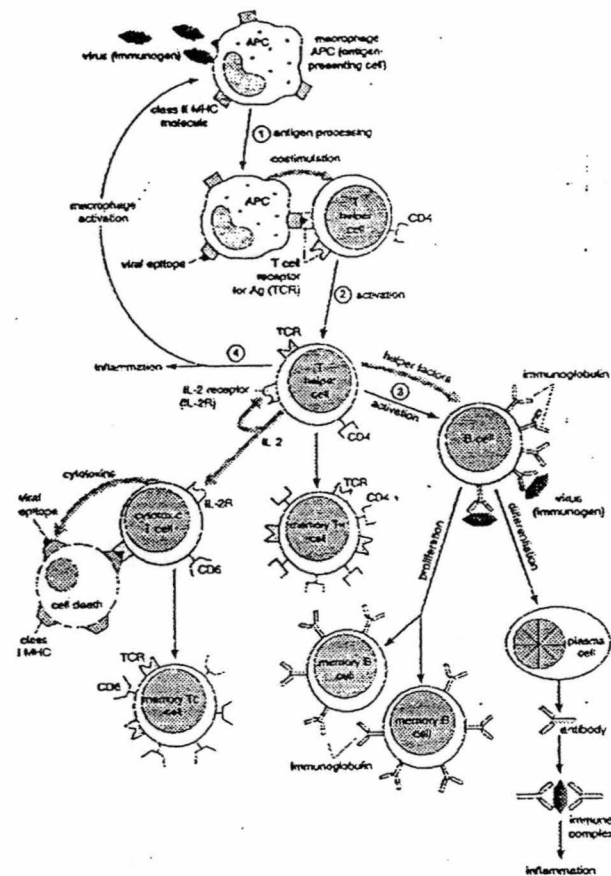 virus (immunogen)
APC
macrophage
APC (antigen-
presenting cell)
class II MHC
molecule
1 antigen processing
costimulation
macrophage
activation
APC
T
helper
cell
CD4
viral epitope
T cell
receptor
for Ag (TCR)
2 activation
TCR
4
inflammation
T
helper
cell
helper factors
3
activation
immunoglobulin
IL-2 receptor
(IL-2R)
IL 2
CD4
B cell
virus
(immunogen)
cytotoxins
viral
epitope
IL-2R
cytotoxic
T cell
CD8
cell death
class
I MHC
TCR
CD4
memory TH
cell
proliferation
differentiation
plasma
cell
TCR
CD8
memory TC
cell
memory B
cell
memory B
cell
immunoglobulin
antibody
immune
complex
inflammation